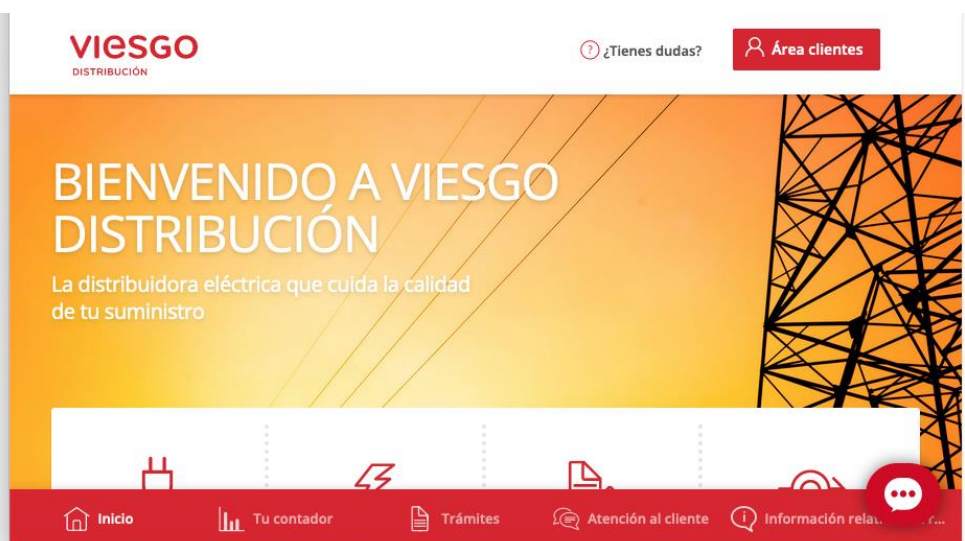 viesgo
DISTRIBUCIÓN
? ¿Tienes dudas?
Área clientes
BIENVENIDO A VIESGO
DISTRIBUCIÓN
La distribuidora eléctrica que cuida la calidad
de tu suministro
Inicio
Tu contador
Trámites
Atención al cliente
Información